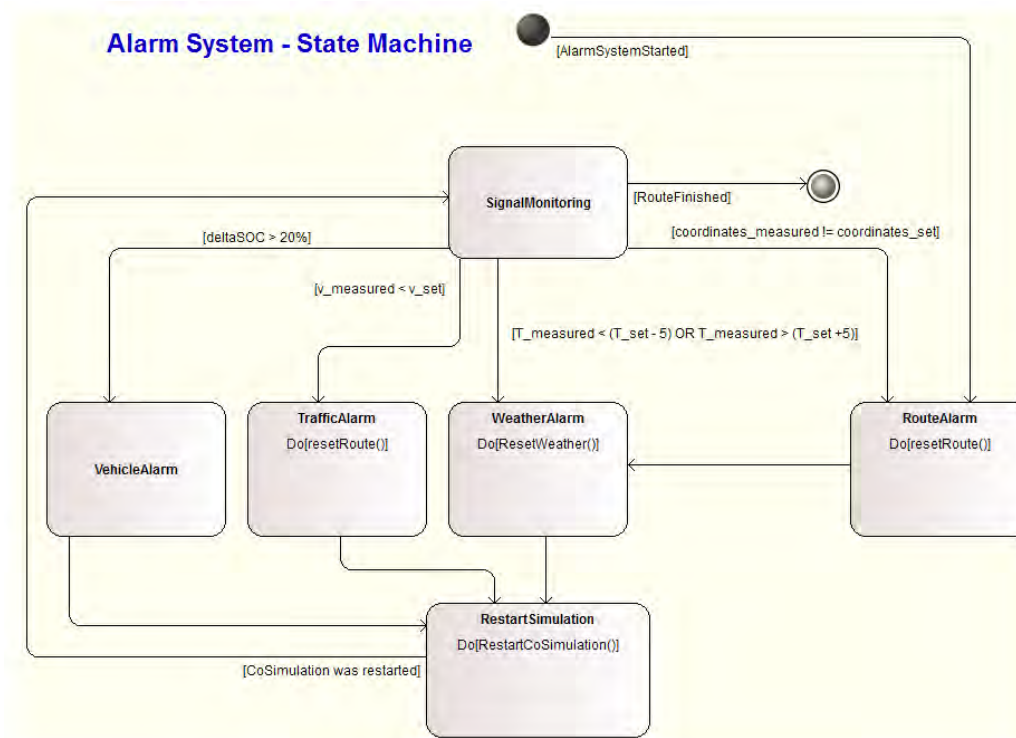 Alarm System - State Machine
[AlarmSystemStarted]
SignalMonitoring
[RouteFinished]
[coordinates_measured != coordinates_set]
[deltaSOC > 20%]
[v_measured < v_set]
[T_measured < (T_set - 5) OR T_measured > (T_set +5)]
VehicleAlarm
TrafficAlarm
Do[resetRoute()]
WeatherAlarm
Do[ResetWeather()]
RouteAlarm
Do[resetRoute()]
RestartSimulation
Do[RestartCoSimulation()]
[CoSimulation was restarted]